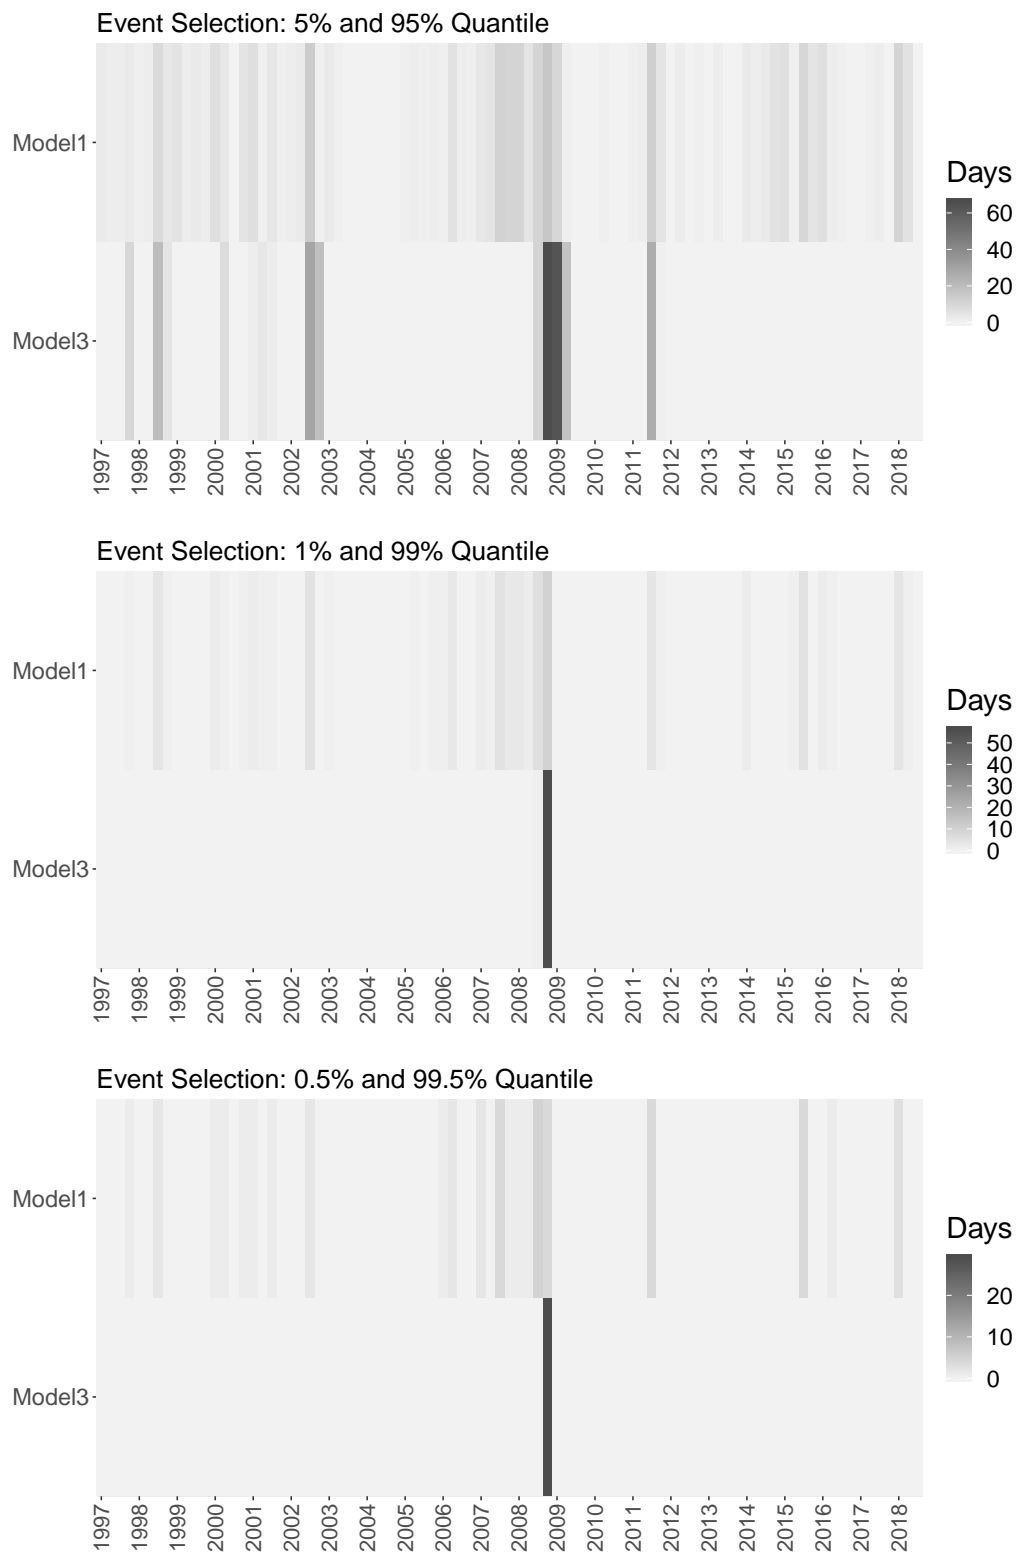 Event Selection: 5% and 95% Quantile
Model1
Model3
1997 1998 1999 2000 2001 2002 2003 2004 2005 2006 2007 2008 2009 2010 2011 2012 2013 2014 2015 2016 2017 2018
Days
60
40
20
0
Event Selection: 1% and 99% Quantile
Model1
Model3
1997 1998 1999 2000 2001 2002 2003 2004 2005 2006 2007 2008 2009 2010 2011 2012 2013 2014 2015 2016 2017 2018
Days
50
40
30
20
10
0
Event Selection: 0.5% and 99.5% Quantile
Model1
Model3
1997 1998 1999 2000 2001 2002 2003 2004 2005 2006 2007 2008 2009 2010 2011 2012 2013 2014 2015 2016 2017 2018
Days
20
10
0